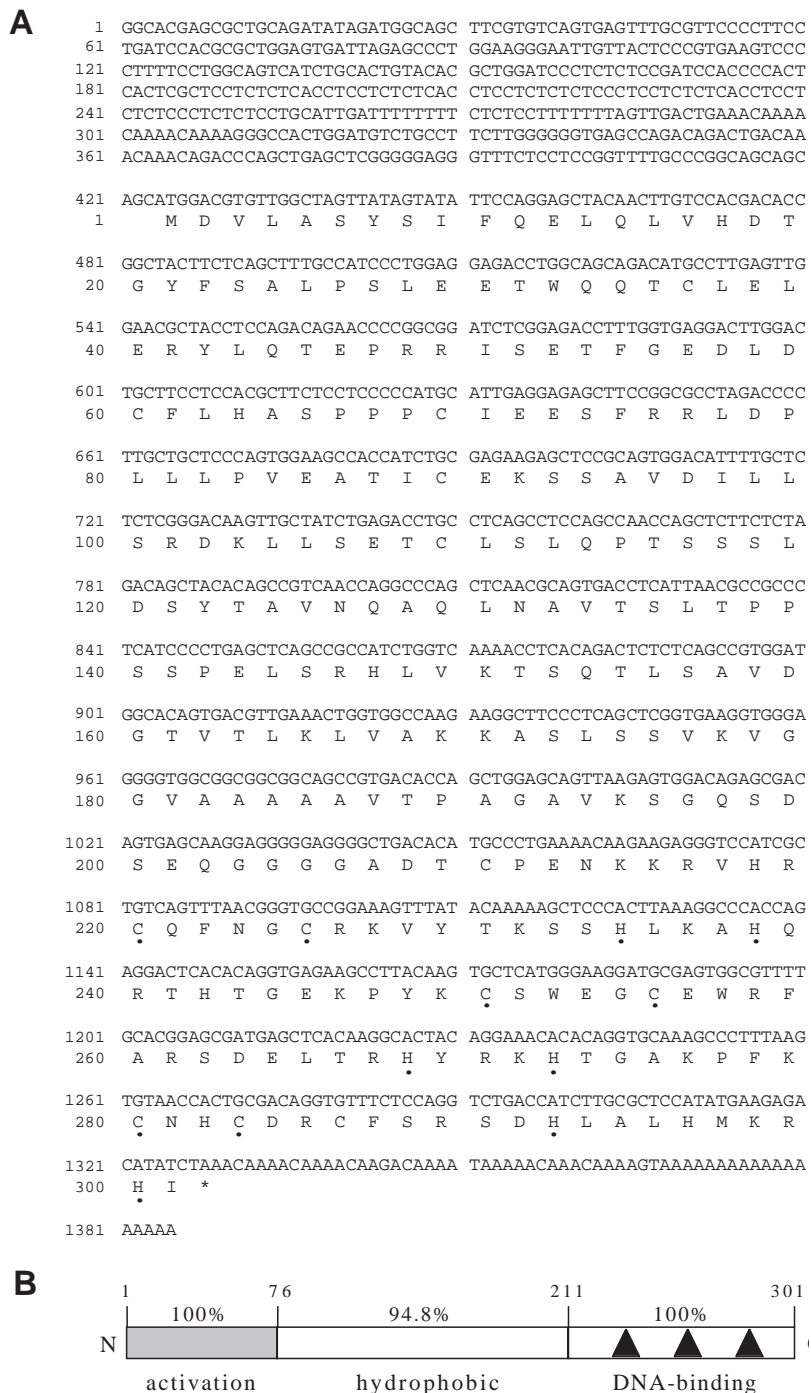 A
1 GGCACGAGCGCTGCAGATATAGATGGCAGC TTCGTGTCAGTGAGTTTGCGTTCCCCTTCC
61 TGATCCACGCGCTGGAGTGATTAGAGCCCT GGAAGGGAATTGTTACTCCCGTGAAGTCCC
121 CTTTTCCTGGCAGTCATCTGCACTGTACAC GCTGGATCCCTCTCTCCGATCCACCCCACT
181 CACTCGCTCCTCTCTCACCTCCTCTCTCAC CTCCTCTCTCTCCCTCCTCTCTCACCTCCT
241 CTCTCCCTCTCTCCTGCATTGATTTTTTTT CTCTCCTTTTTTTAGTTGACTGAAACAAAA
301 CAAAACAAAAGGGCCACTGGATGTCTGCCT TCTTGGGGGGTGAGCCAGACAGACTGACAA
361 ACAAACAGACCCAGCTGAGCTCGGGGGAGG GTTTCTCCTCCGGTTTTGCCCGGCAGCAGC
421 AGCATGGACGTGTTGGCTAGTTATAGTATA TTCCAGGAGCTACAACTTGTCCACGACACC
1 M D V L A S Y S I F Q E L Q L V H D T
481 GGCTACTTCTCAGCTTTGCCATCCCTGGAG GAGACCTGGCAGCAGACATGCCTTGAGTTG
20 G Y F S A L P S L E E T W Q Q T C L E L
541 GAACGCTACCTCCAGACAGAACCCCGGCGG ATCTCGGAGACCTTTGGTGAGGACTTGGAC
40 E R Y L Q T E P R R I S E T F G E D L D
601 TGCTTCCTCCACGCTTCTCCTCCCCCATGC ATTGAGGAGAGCTTCCGGCGCCTAGACCCC
60 C F L H A S P P P C I E E S F R R L D P
661 TTGCTGCTCCCAGTGGAAGCCACCATCTGC GAGAAGAGCTCCGCAGTGGACATTTTGCTC
80 L L L P V E A T I C E K S S A V D I L L
721 TCTCGGGACAAGTTGCTATCTGAGACCTGC CTCAGCCTCCAGCCAACCAGCTCTTCTCTA
100 S R D K L L S E T C L S L Q P T S S S L
781 GACAGCTACACAGCCGTCAACCAGGCCCAG CTCAACGCAGTGACCTCATTAACGCCGCCC
120 D S Y T A V N Q A Q L N A V T S L T P P
841 TCATCCCCTGAGCTCAGCCGCCATCTGGTC AAAACCTCACAGACTCTCTCAGCCGTGGAT
140 S S P E L S R H L V K T S Q T L S A V D
901 GGCACAGTGACGTTGAAACTGGTGGCCAAG AAGGCTTCCCTCAGCTCGGTGAAGGTGGGA
160 G T V T L K L V A K K A S L S S V K V G
961 GGGGTGGCGGCGGCGGCAGCCGTGACACCA GCTGGAGCAGTTAAGAGTGGACAGAGCGAC
180 G V A A A A A V T P A G A V K S G Q S D
1021 AGTGAGCAAGGAGGGGGAGGGGCTGACACA TGCCCTGAAAACAAGAAGAGGGTCCATCGC
200 S E Q G G G G A D T C P E N K K R V H R
1081 TGTCAGTTTAACGGGTGCCGGAAAGTTTAT ACAAAAAGCTCCCACTTAAAGGCCCACCAG
220 C Q F N G C R K V Y T K S S H L K A H Q
1141 AGGACTCACACAGGTGAGAAGCCTTACAAG TGCTCATGGGAAGGATGCGAGTGGCGTTTT
240 R T H T G E K P Y K C S W E G C E W R F
1201 GCACGGAGCGATGAGCTCACAAGGCACTAC AGGAAACACACAGGTGCAAAGCCCTTTAAG
260 A R S D E L T R H Y R K H T G A K P F K
1261 TGTAACCACTGCGACAGGTGTTTCTCCAGG TCTGACCATCTTGCGCTCCATATGAAGAGA
280 C N H C D R C F S R S D H L A L H M K R
1321 CATATCTAAACAAAACAAAACAAGACAAAA TAAAAACAAACAAAAGTAAAAAAAAAAAAA
300 H I *
1381 AAAAA
B
1 76 211 301
100% 94.8% 100%
N
activation hydrophobic DNA-binding